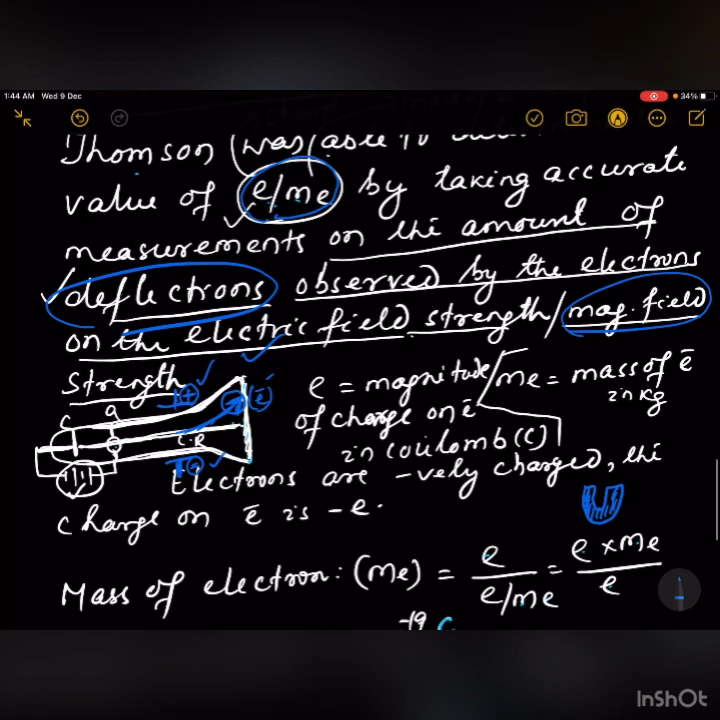 1:44 AM Wed 9 Dec
34%
Thomson (was) able to
value of e/me by taking accurate
measurements on the amount of
deflectrons observed by the electrons
on the electric field strength/mag. field
strength
e = magnitude/me = mass of ē
of charge on ē in kg
in coulomb (C)
Electrons are -vely charged, the
charge on ē is -e.
Mass of electron: (me) = e / e/me = e × me / e
-19 C
C a + ē
C.R
InShOt